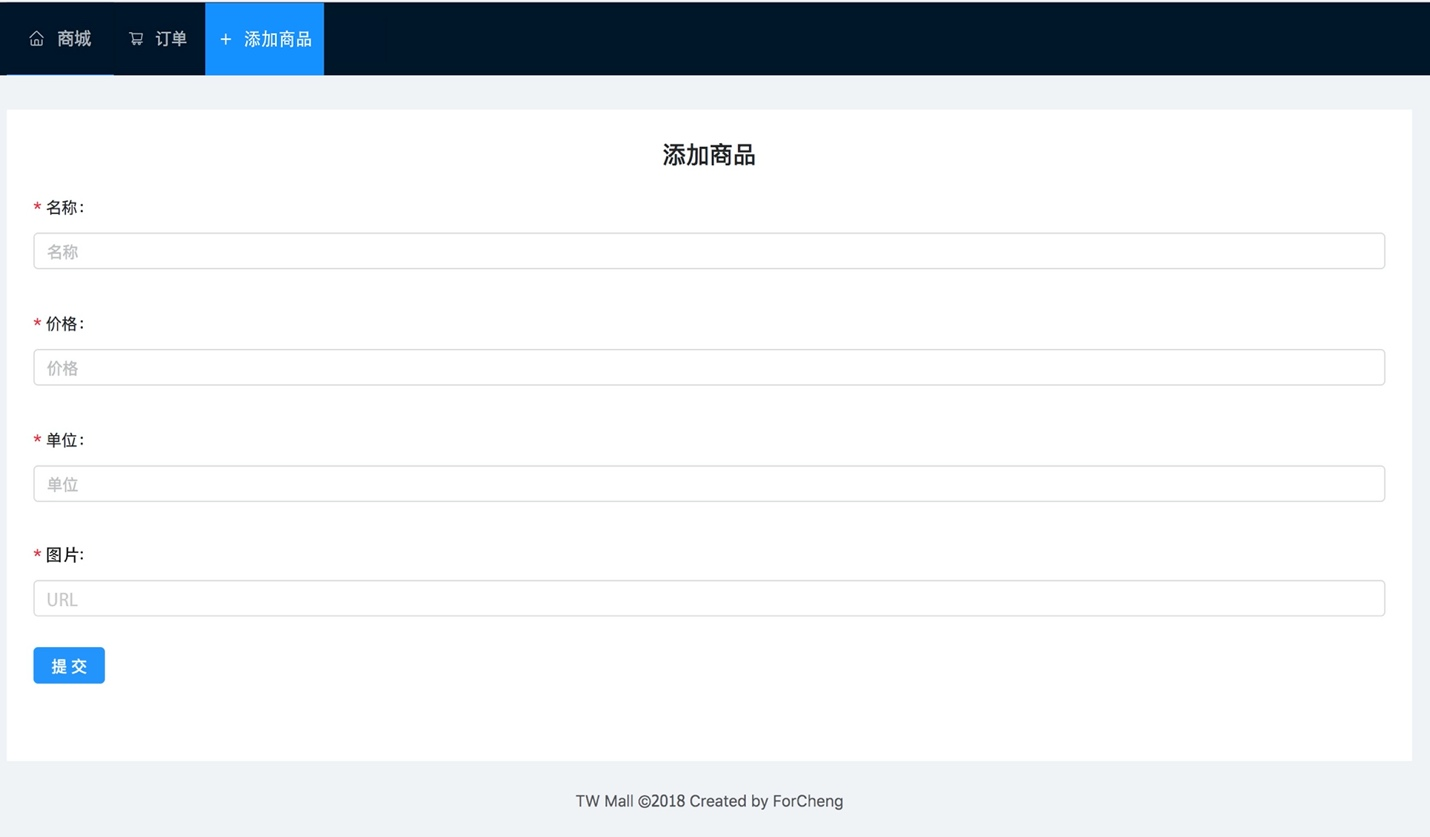 商城 订单 + 添加商品
添加商品
* 名称:
名称
* 价格:
价格
* 单位:
单位
* 图片:
URL
提 交
TW Mall ©2018 Created by ForCheng